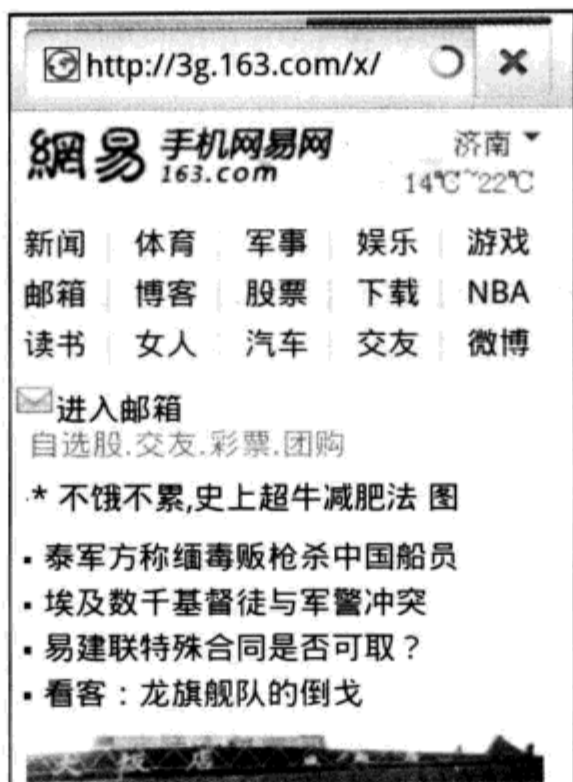 http://3g.163.com/x/
網易 手机网易网 济南
163.com 14℃~22℃
新闻 体育 军事 娱乐 游戏
邮箱 博客 股票 下载 NBA
读书 女人 汽车 交友 微博
进入邮箱
自选股.交友.彩票.团购
* 不饿不累,史上超牛减肥法 图
▪ 泰军方称缅毒贩枪杀中国船员
▪ 埃及数千基督徒与军警冲突
▪ 易建联特殊合同是否可取？
▪ 看客：龙旗舰队的倒戈